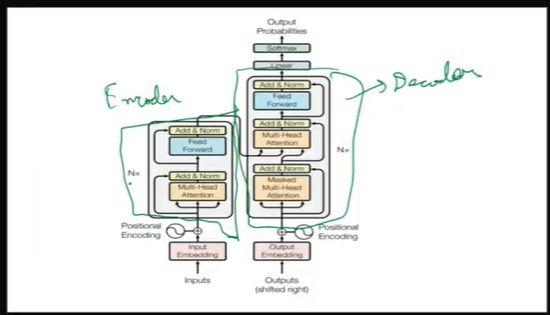 Output
Probabilities
Softmax
Linear
Add & Norm
Feed
Forward
Add & Norm
Multi-Head
Attention
Nx
Add & Norm
Masked
Multi-Head
Attention
Decoder
Encoder
Add & Norm
Feed
Forward
Nx
Add & Norm
Multi-Head
Attention
Positional
Encoding
Positional
Encoding
Input
Embedding
Output
Embedding
Inputs
Outputs
(shifted right)